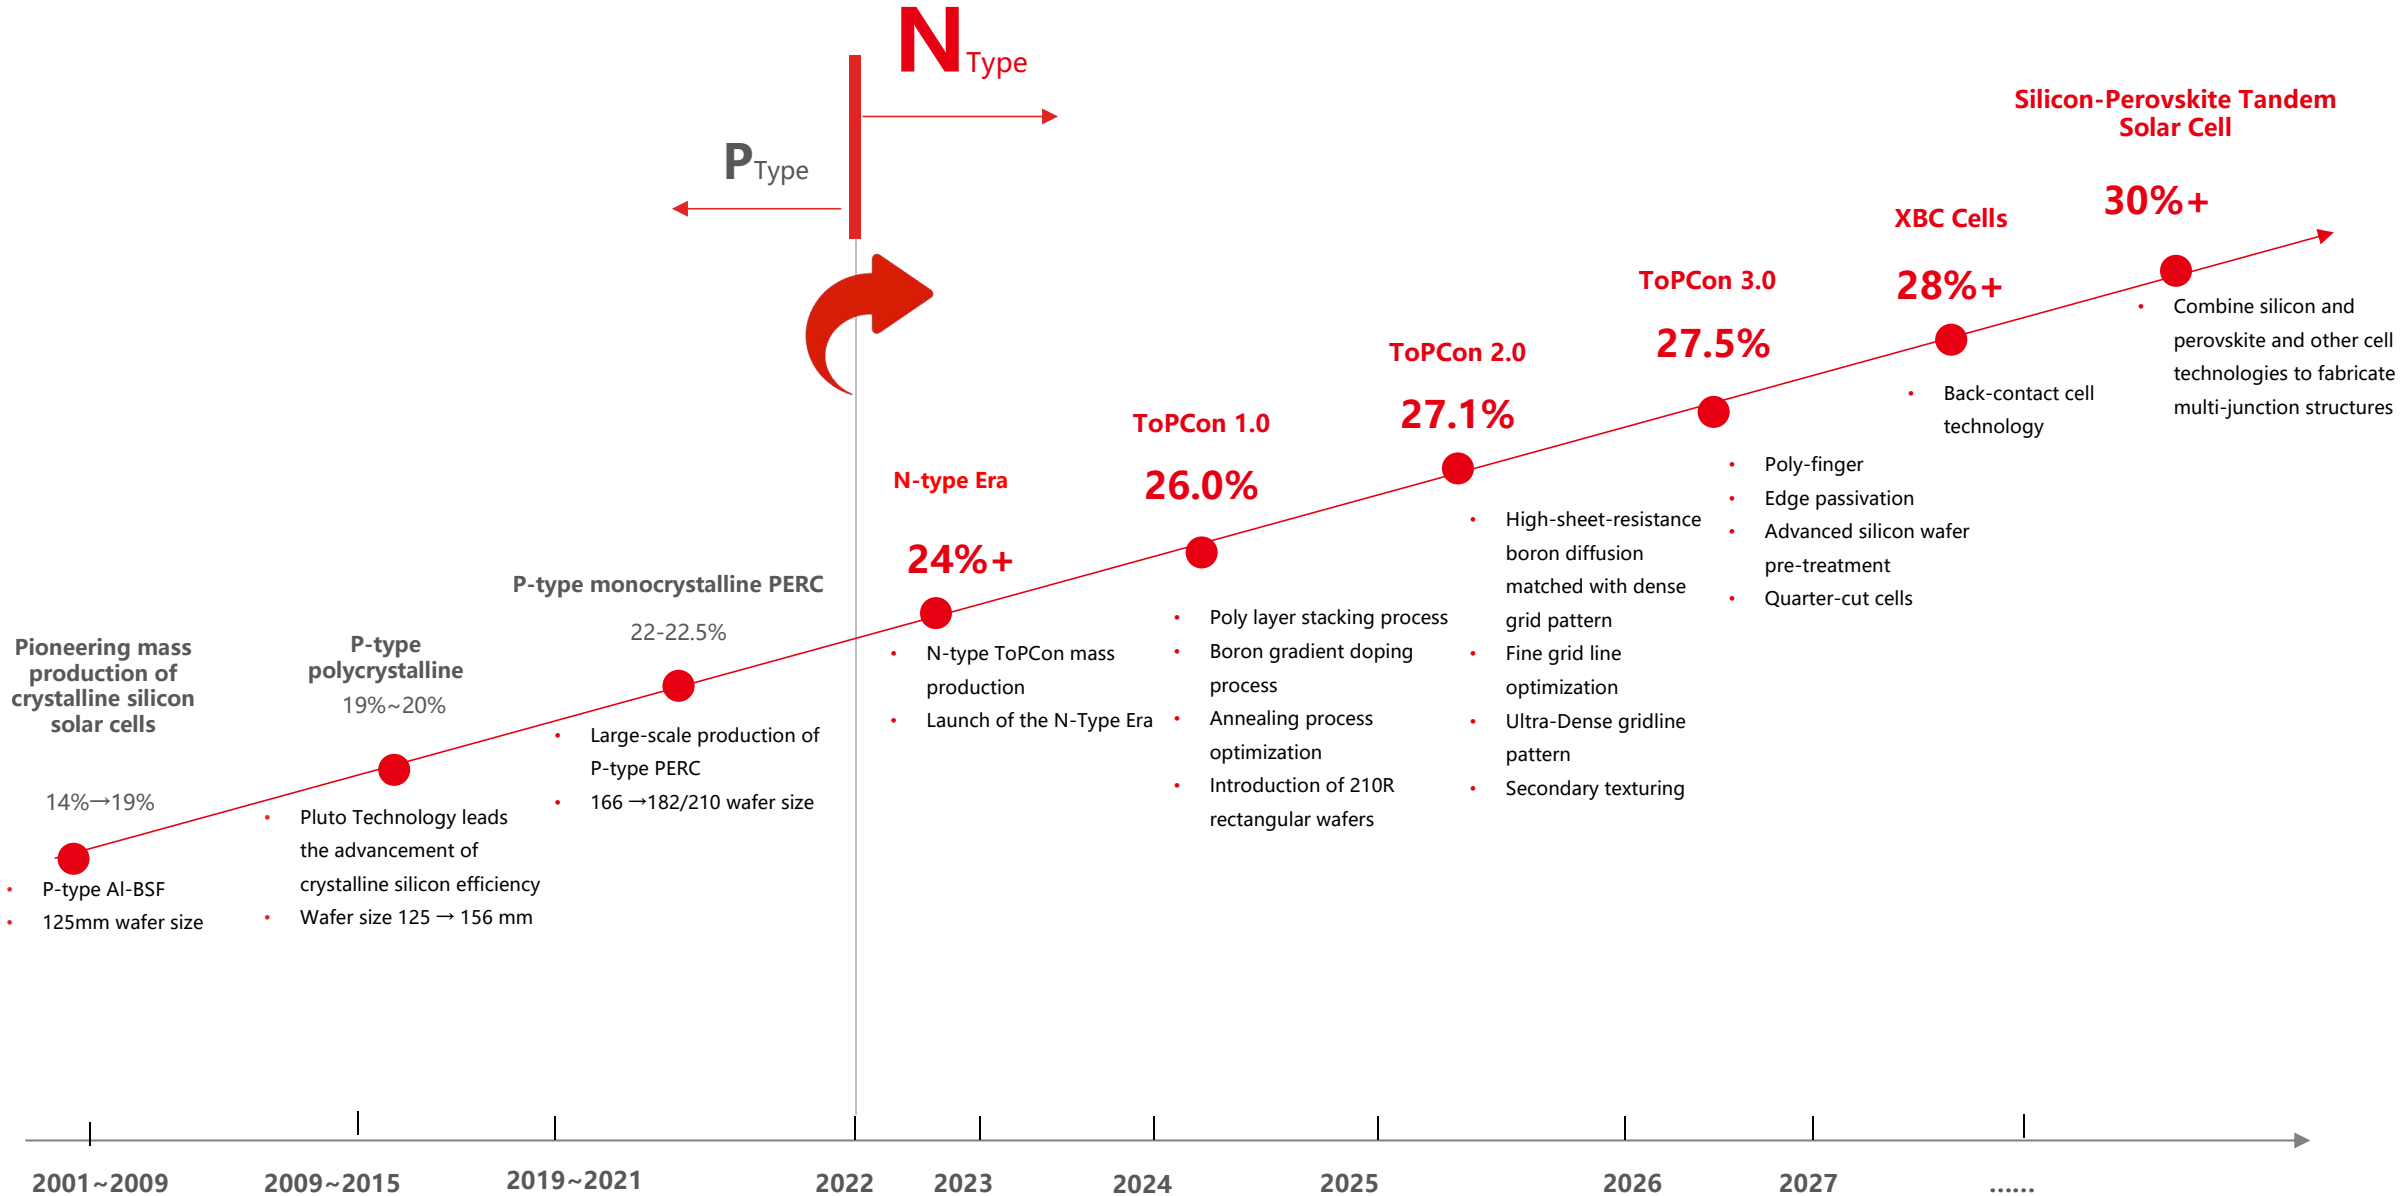 N Type
P Type
Pioneering mass
production of
crystalline silicon
solar cells
14%→19%
• P-type Al-BSF
• 125mm wafer size
P-type
polycrystalline
19%~20%
• Pluto Technology leads
the advancement of
crystalline silicon efficiency
• Wafer size 125 → 156 mm
P-type monocrystalline PERC
22-22.5%
• Large-scale production of
P-type PERC
• 166 →182/210 wafer size
N-type Era
24%+
• N-type ToPCon mass
production
• Launch of the N-Type Era
ToPCon 1.0
26.0%
• Poly layer stacking process
• Boron gradient doping
process
• Annealing process
optimization
• Introduction of 210R
rectangular wafers
ToPCon 2.0
27.1%
• High-sheet-resistance
boron diffusion
matched with dense
grid pattern
• Fine grid line
optimization
• Ultra-Dense gridline
pattern
• Secondary texturing
ToPCon 3.0
27.5%
• Poly-finger
• Edge passivation
• Advanced silicon wafer
pre-treatment
• Quarter-cut cells
XBC Cells
28%+
• Back-contact cell
technology
Silicon-Perovskite Tandem
Solar Cell
30%+
• Combine silicon and
perovskite and other cell
technologies to fabricate
multi-junction structures
2001~2009
2009~2015
2019~2021
2022
2023
2024
2025
2026
2027
......